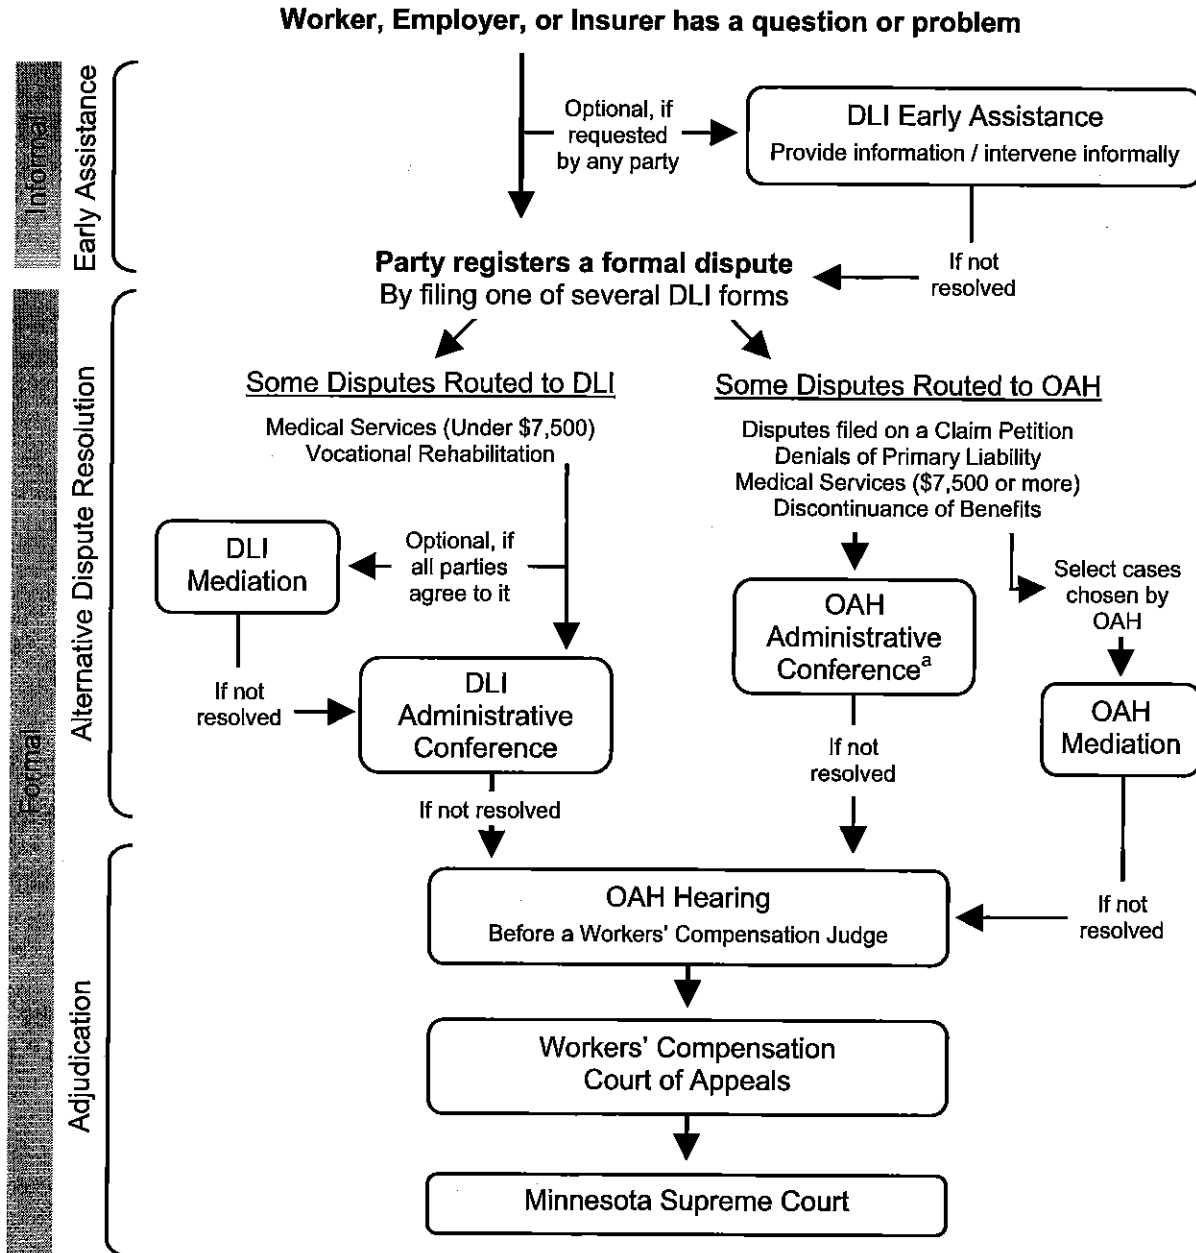 Worker, Employer, or Insurer has a question or problem
Informal
Early Assistance
Optional, if
requested
by any party
DLI Early Assistance
Provide information / intervene informally
If not
resolved
Party registers a formal dispute
By filing one of several DLI forms
Formal
Alternative Dispute Resolution
Some Disputes Routed to DLI
Medical Services (Under $7,500)
Vocational Rehabilitation
Some Disputes Routed to OAH
Disputes filed on a Claim Petition
Denials of Primary Liability
Medical Services ($7,500 or more)
Discontinuance of Benefits
DLI
Mediation
Optional, if
all parties
agree to it
If not
resolved
DLI
Administrative
Conference
If not resolved
OAH
Administrative
Conferenceᵃ
If not
resolved
Select cases
chosen by
OAH
OAH
Mediation
If not
resolved
Adjudication
OAH Hearing
Before a Workers' Compensation Judge
Workers' Compensation
Court of Appeals
Minnesota Supreme Court